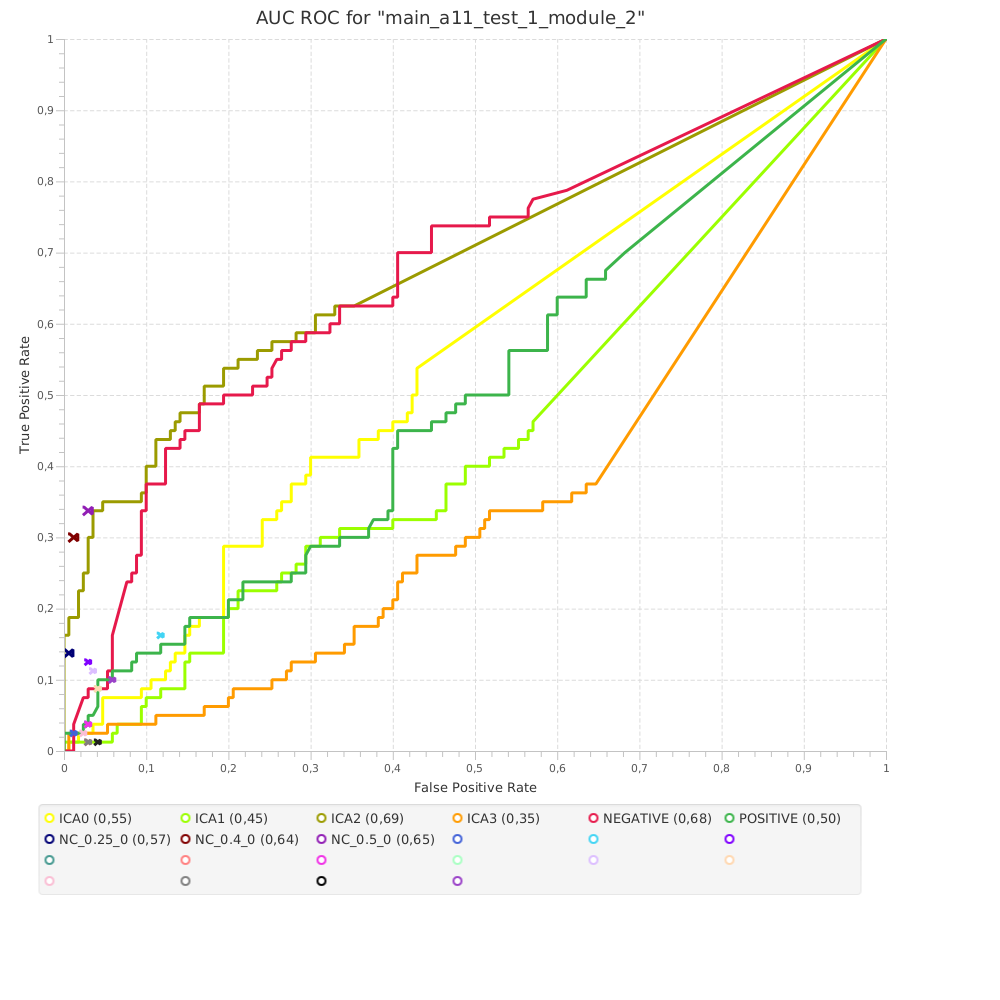 AUC ROC for "main_a11_test_1_module_2"
True Positive Rate
1
0,9
0,8
0,7
0,6
0,5
0,4
0,3
0,2
0,1
0
0 0,1 0,2 0,3 0,4 0,5 0,6 0,7 0,8 0,9 1
False Positive Rate
ICA0 (0,55) ICA1 (0,45) ICA2 (0,69) ICA3 (0,35) NEGATIVE (0,68) POSITIVE (0,50)
NC_0.25_0 (0,57) NC_0.4_0 (0,64) NC_0.5_0 (0,65)